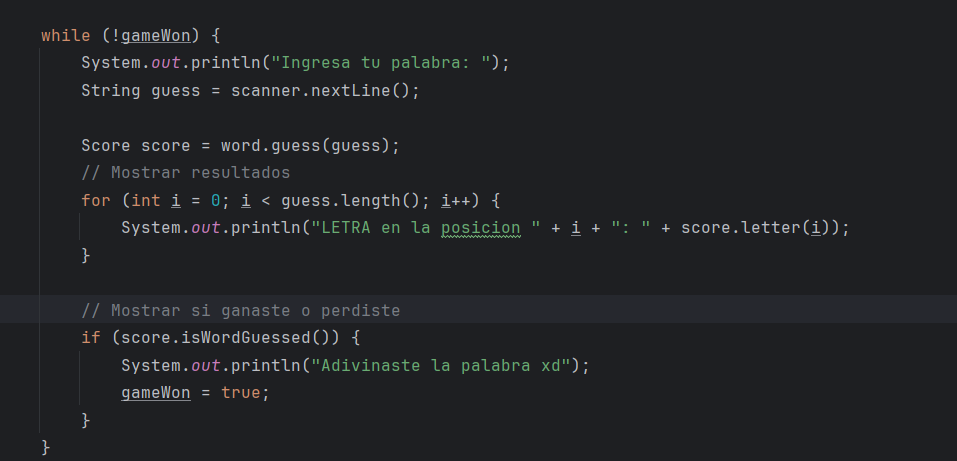 while (!gameWon) {
    System.out.println("Ingresa tu palabra: ");
    String guess = scanner.nextLine();

    Score score = word.guess(guess);
    // Mostrar resultados
    for (int i = 0; i < guess.length(); i++) {
        System.out.println("LETRA en la posicion " + i + ": " + score.letter(i));
    }

    // Mostrar si ganaste o perdiste
    if (score.isWordGuessed()) {
        System.out.println("Adivinaste la palabra xd");
        gameWon = true;
    }
}